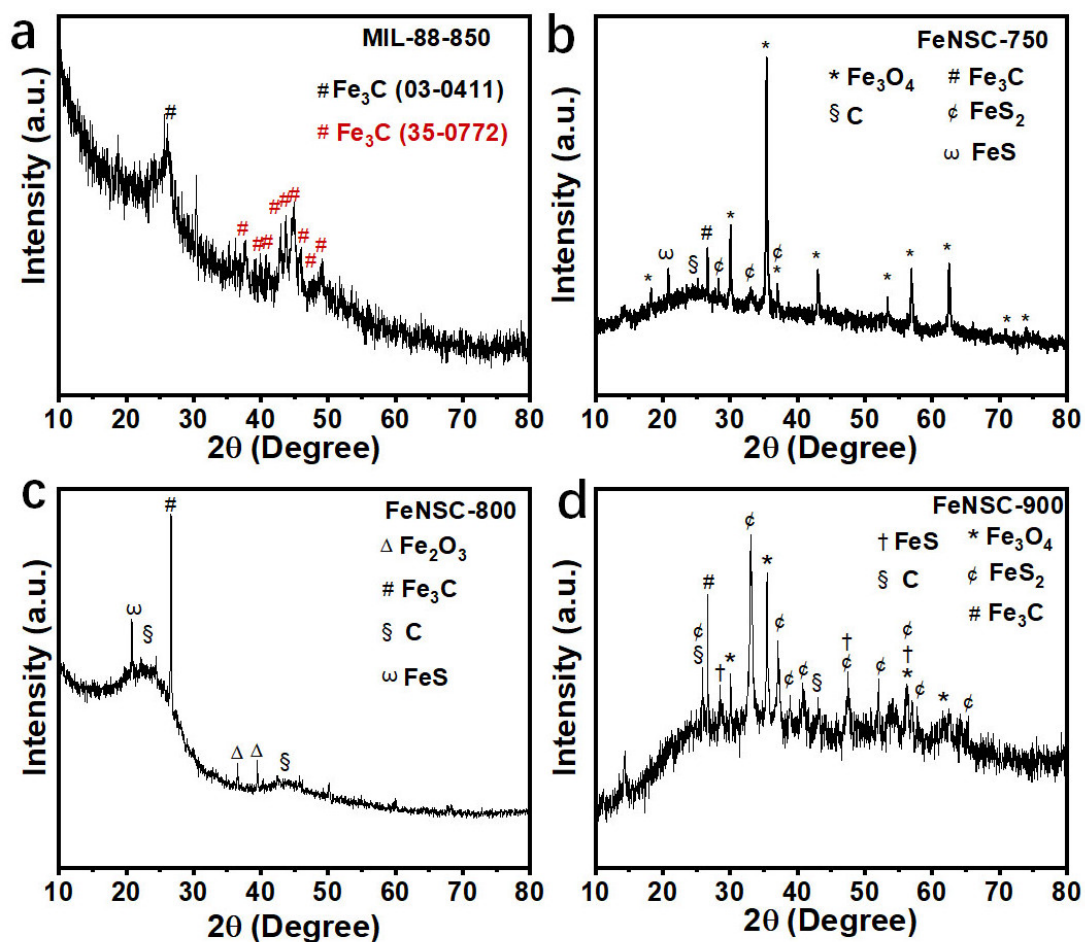 a
MIL-88-850
# Fe₃C (03-0411)
# Fe₃C (35-0772)
#
# # # # # # # # #
Intensity (a.u.)
10 20 30 40 50 60 70 80
2θ (Degree)
b
FeNSC-750
* Fe₃O₄ # Fe₃C
§ C ¢ FeS₂
ω FeS
* ω § # ¢ * ¢ * ¢ * * * * * * *
Intensity (a.u.)
10 20 30 40 50 60 70 80
2θ (Degree)
c
FeNSC-800
Δ Fe₂O₃
# Fe₃C
§ C
ω FeS
ω § # Δ Δ §
Intensity (a.u.)
10 20 30 40 50 60 70 80
2θ (Degree)
d
FeNSC-900
† FeS * Fe₃O₄
§ C ¢ FeS₂
# Fe₃C
¢ § # † * ¢ * ¢ ¢ ¢ § † ¢ ¢ ¢ † * ¢ * ¢
Intensity (a.u.)
10 20 30 40 50 60 70 80
2θ (Degree)